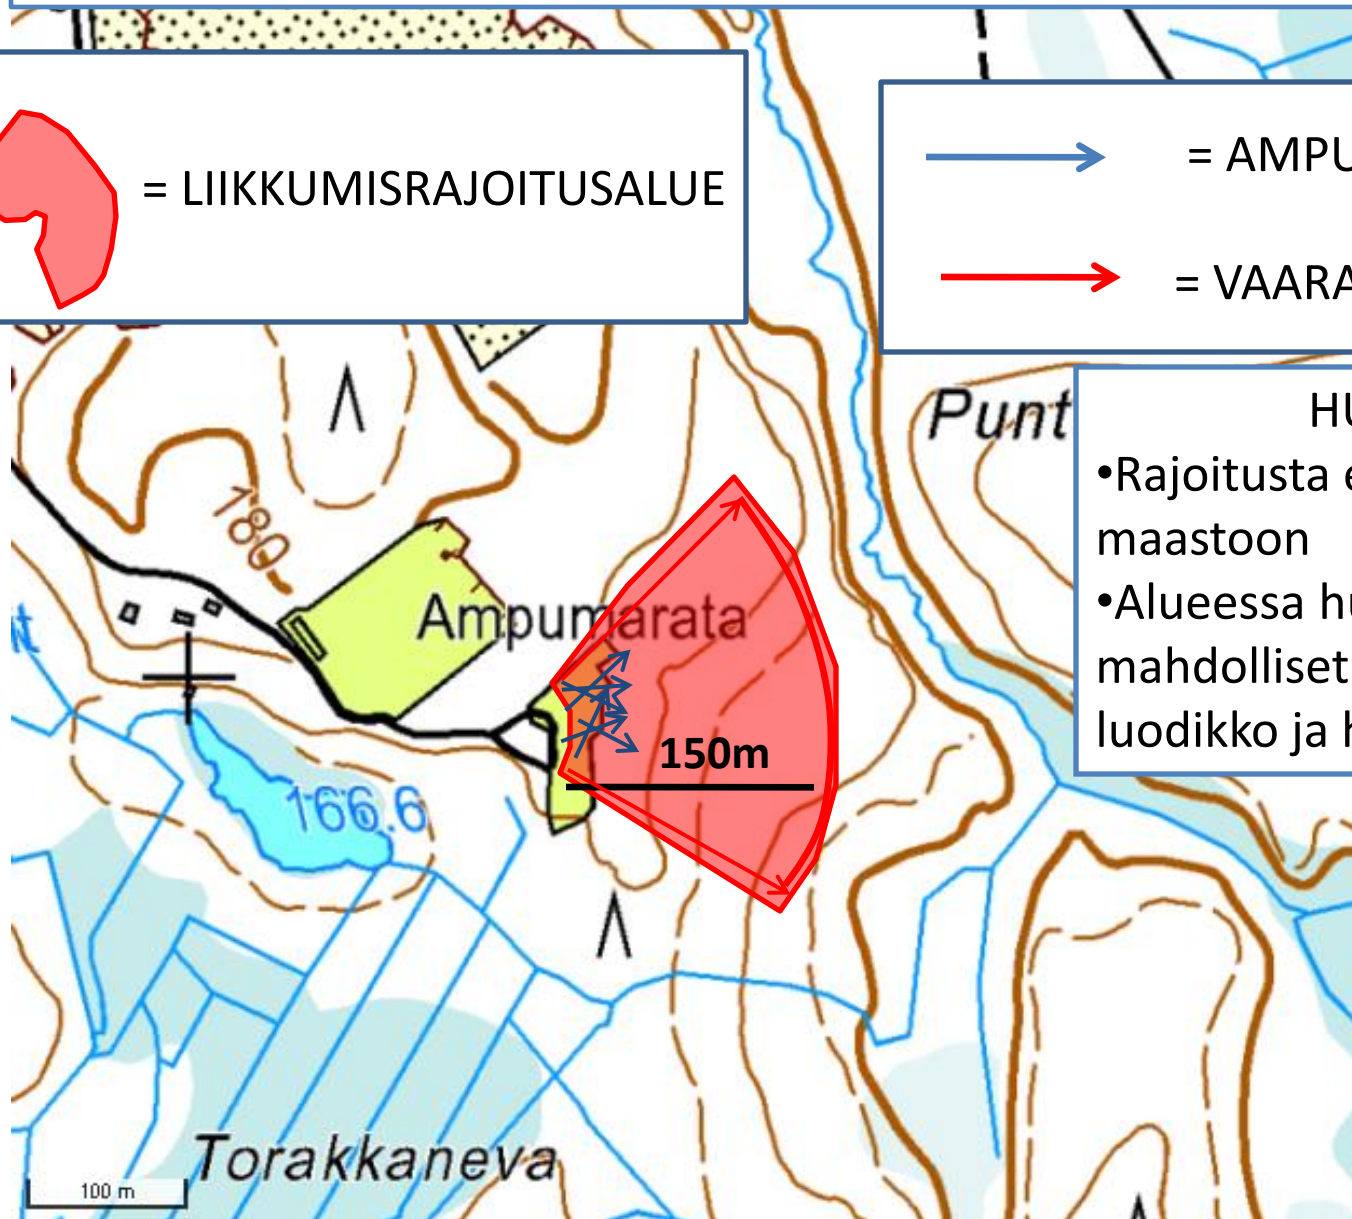 = LIIKKUMISRAJOITUSALUE
= AMPU
= VAARA
Punt
HU
•Rajoitusta e
maastoon
•Alueessa hu
mahdolliset
luodikko ja h
180
Ampumarata
150m
166.6
Torakkaneva
100 m